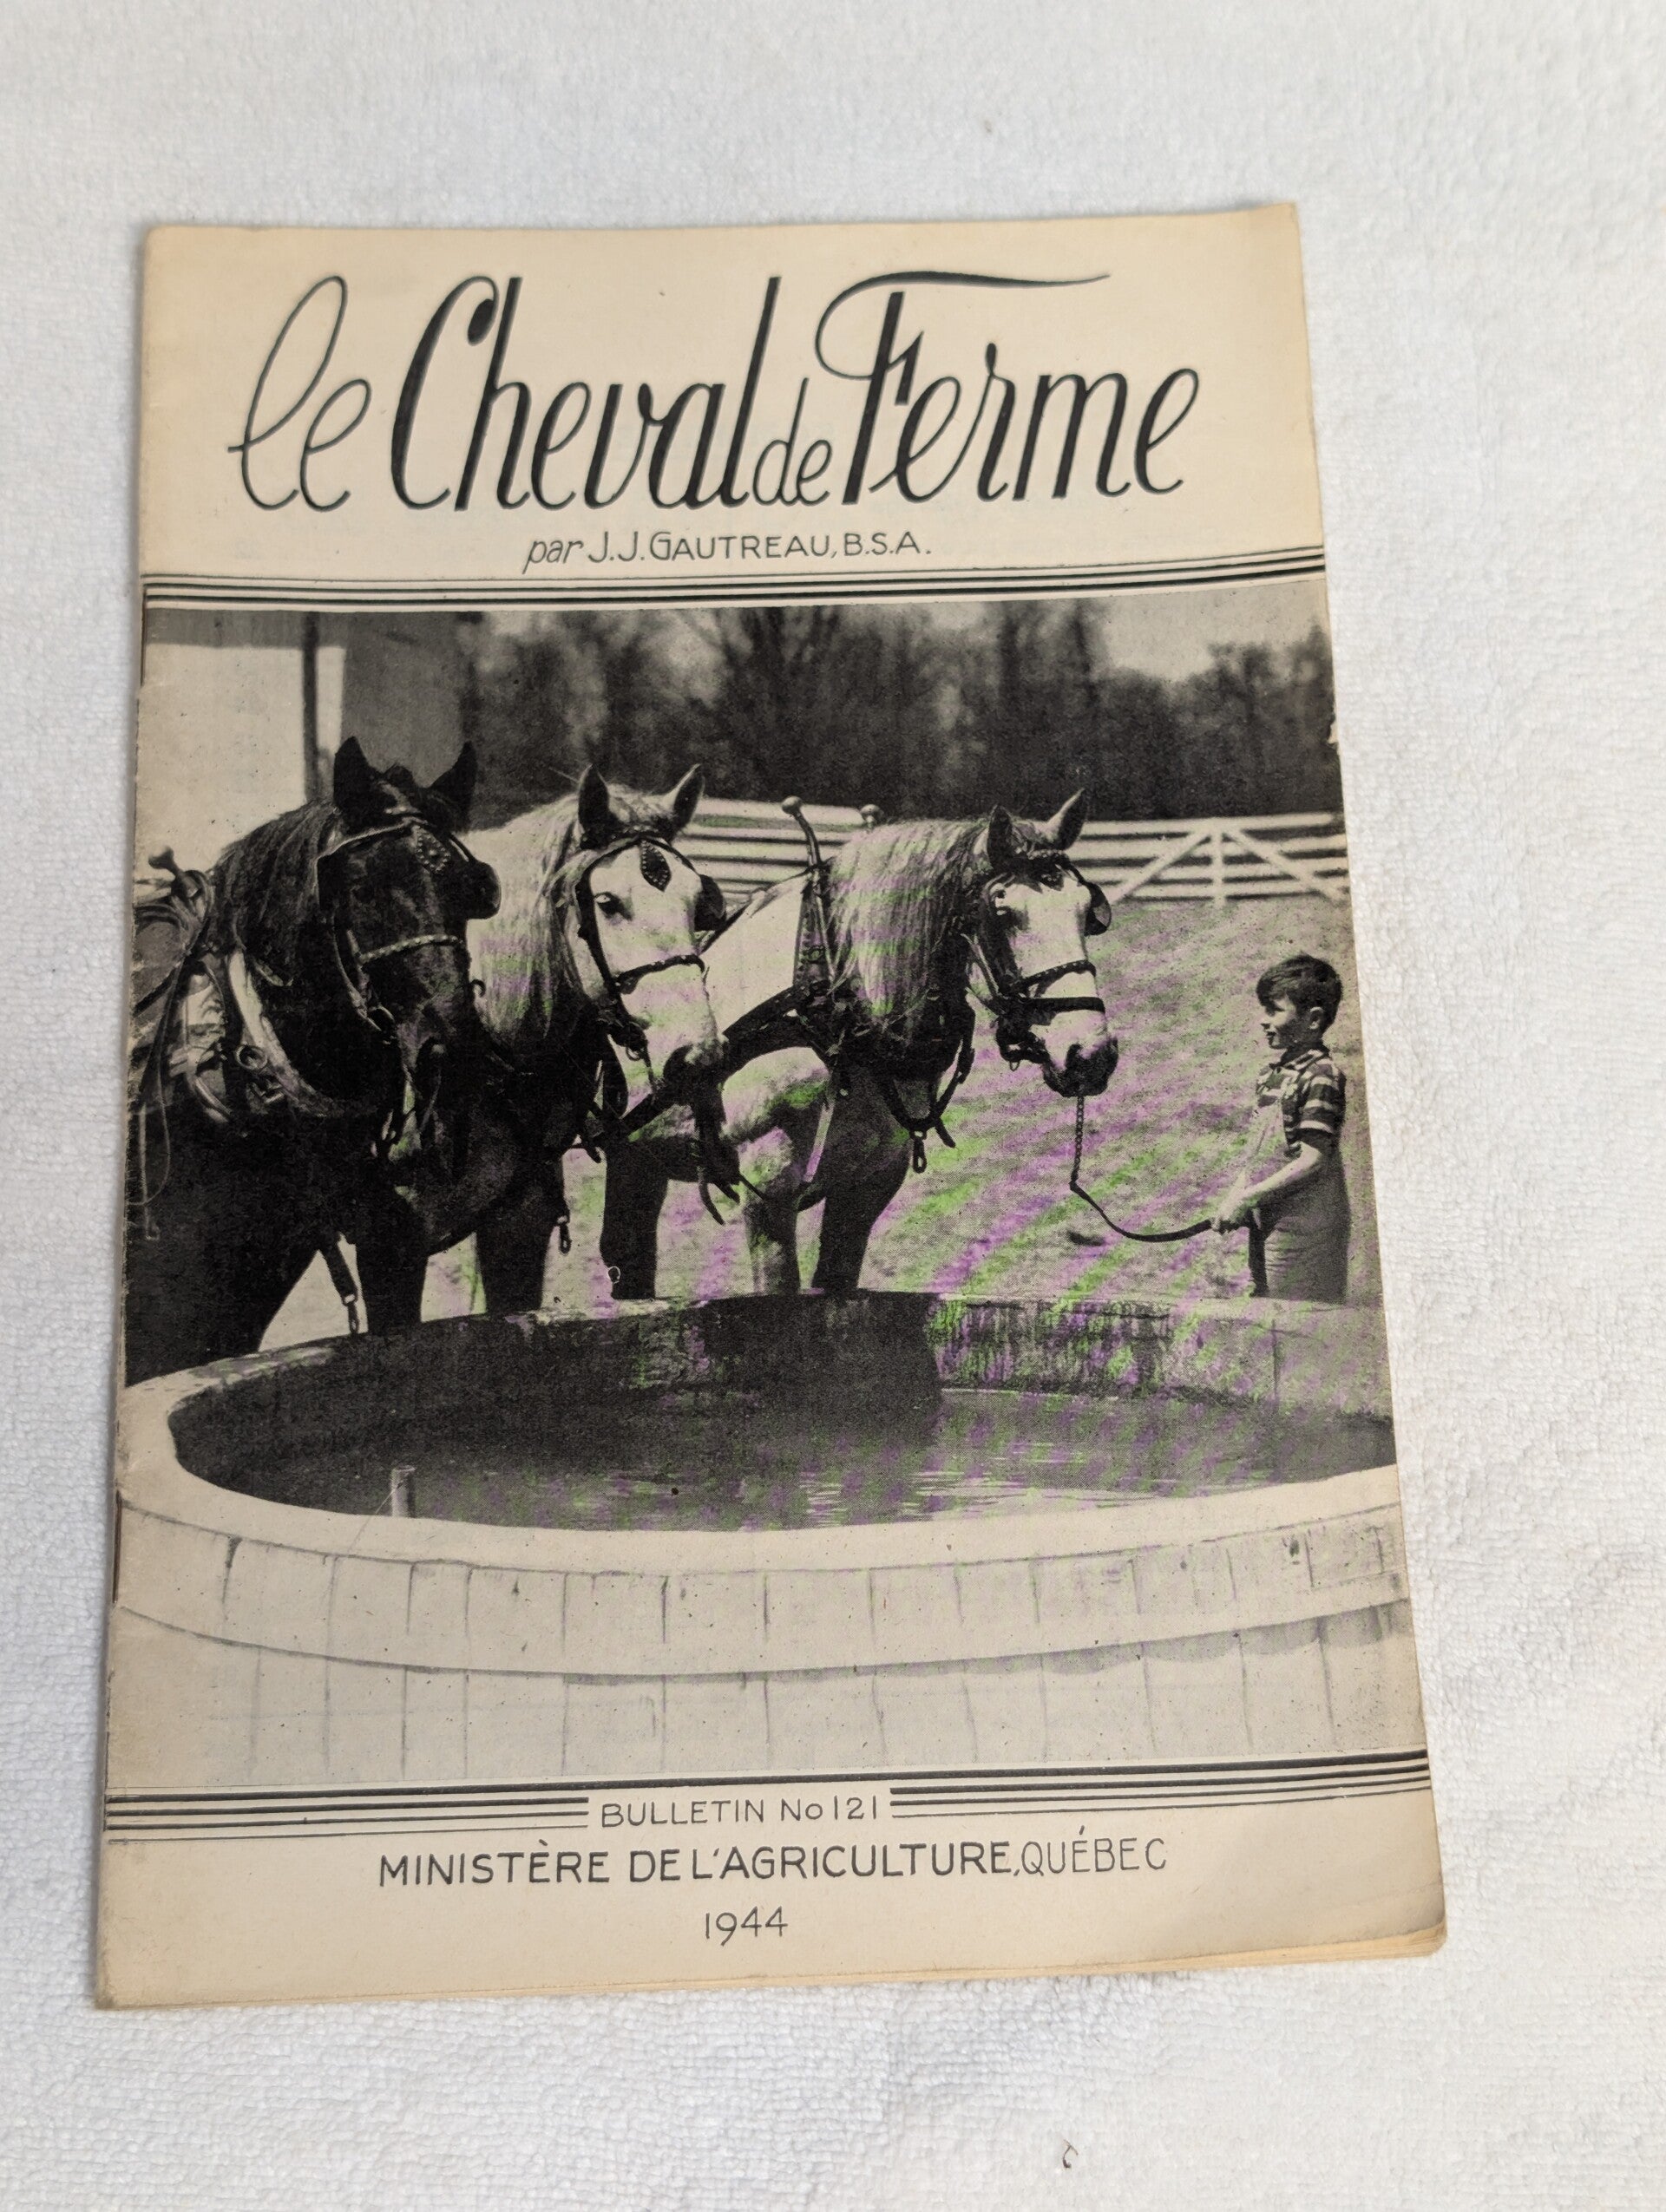 le Cheval de Ferme
par J.J. GAUTREAU, B.S.A.
BULLETIN No 121
MINISTÈRE DE L'AGRICULTURE, QUÉBEC
1944